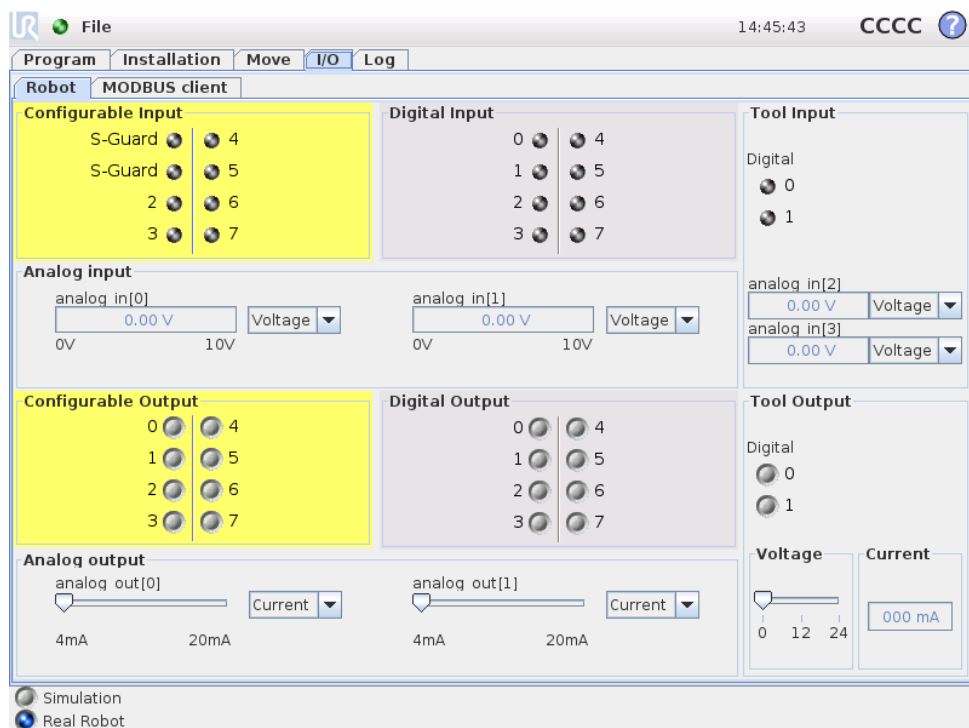 UR File 14:45:43 CCCC ?
Program Installation Move I/O Log
Robot MODBUS client
Configurable Input
S-Guard 4
S-Guard 5
2 6
3 7
Digital Input
0 4
1 5
2 6
3 7
Tool Input
Digital
0
1
analog in[2]
0.00 V Voltage
analog in[3]
0.00 V Voltage
Analog input
analog in[0]
0.00 V Voltage
0V 10V
analog in[1]
0.00 V Voltage
0V 10V
Configurable Output
0 4
1 5
2 6
3 7
Digital Output
0 4
1 5
2 6
3 7
Tool Output
Digital
0
1
Voltage
0 12 24
Current
000 mA
Analog output
analog out[0]
Current
4mA 20mA
analog out[1]
Current
4mA 20mA
Simulation
Real Robot